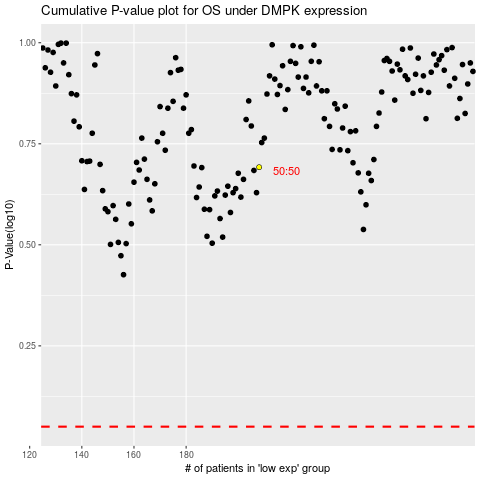 Cumulative P-value plot for OS under DMPK expression
1.00
0.75
0.50
0.25
P-Value(log10)
50:50
120 140 160 180
# of patients in 'low exp' group